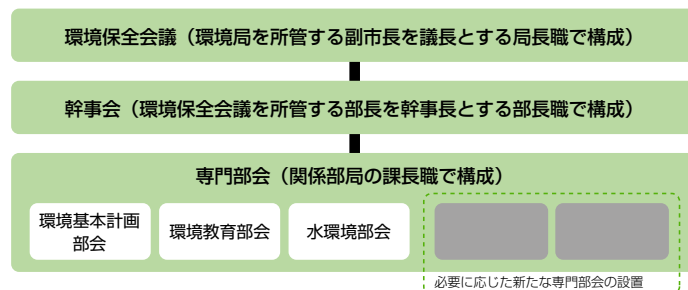 環境保全会議（環境局を所管する副市長を議長とする局長職で構成）
幹事会（環境保全会議を所管する部長を幹事長とする部長職で構成）
専門部会（関係部局の課長職で構成）
環境基本計画
部会
環境教育部会
水環境部会
必要に応じた新たな専門部会の設置